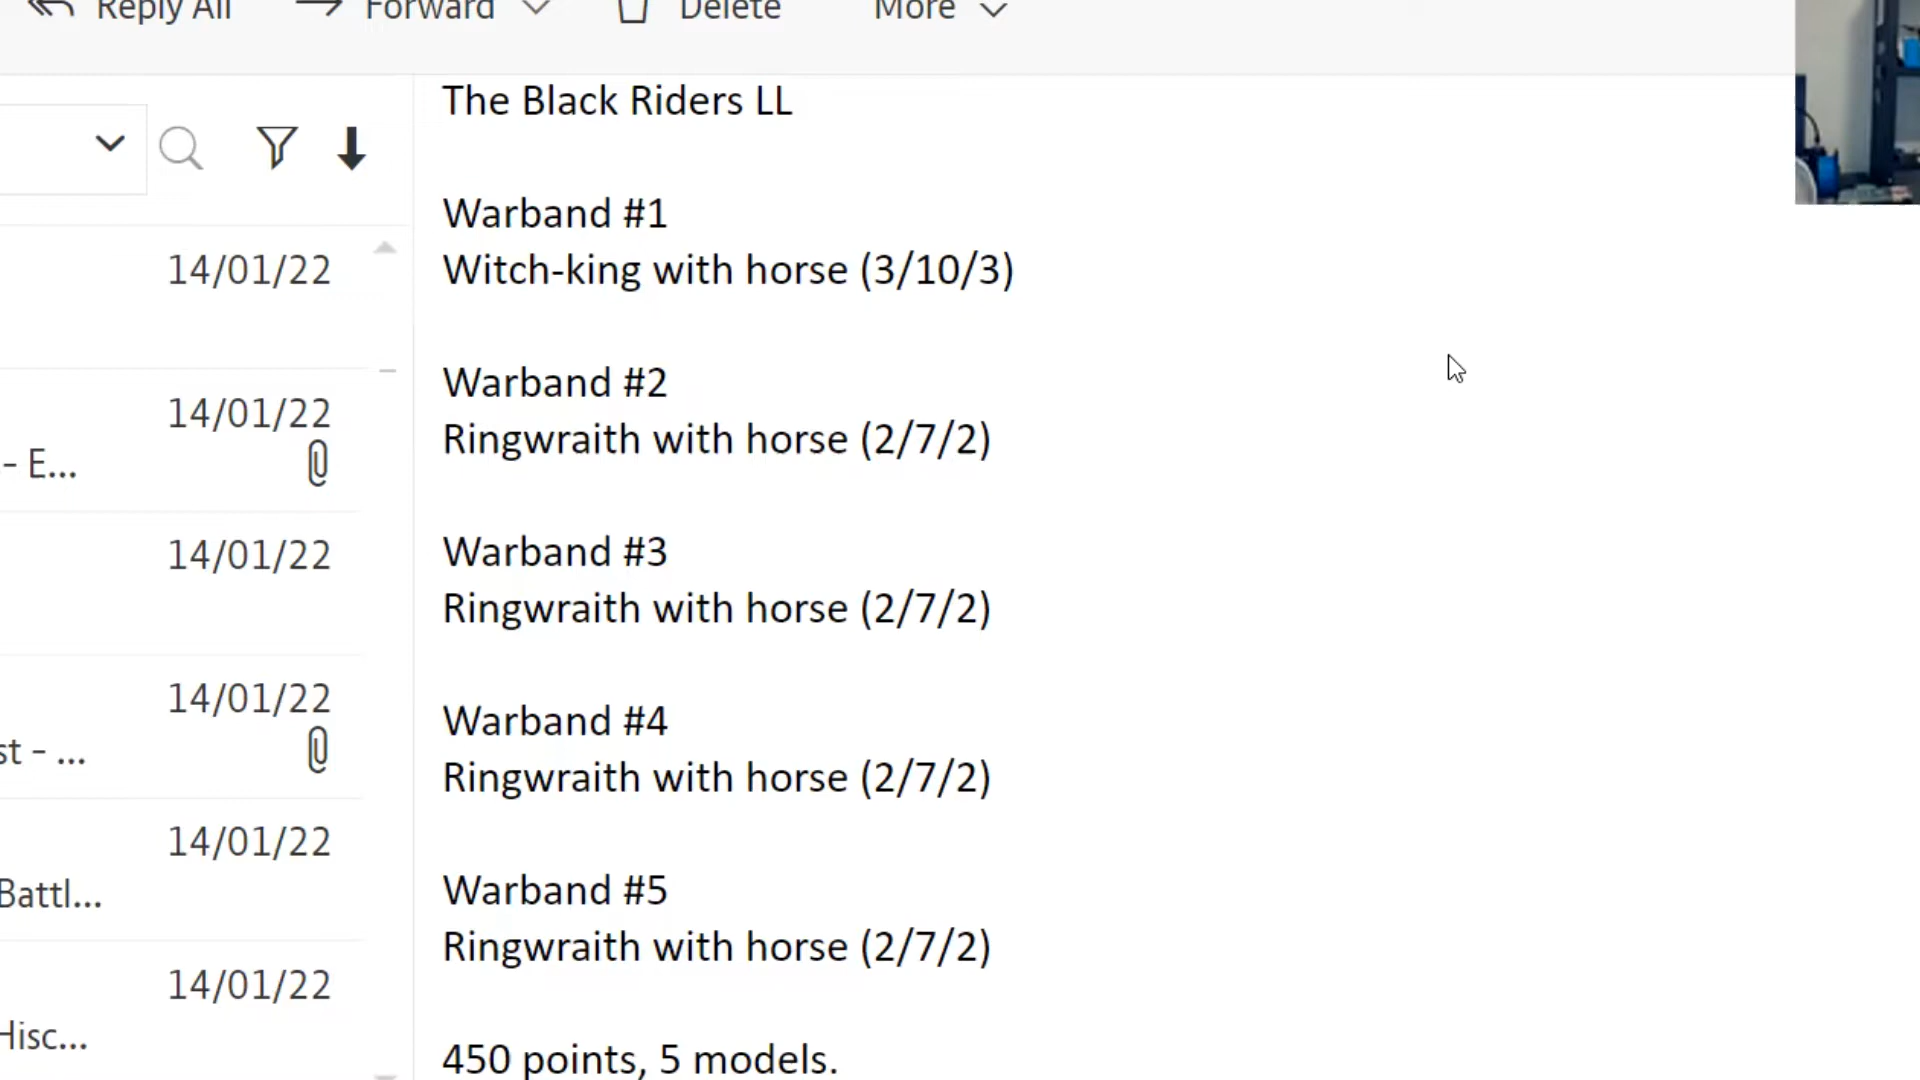 Reply All
Forward
Delete
More
The Black Riders LL
Warband #1
Witch-king with horse (3/10/3)
Warband #2
Ringwraith with horse (2/7/2)
Warband #3
Ringwraith with horse (2/7/2)
Warband #4
Ringwraith with horse (2/7/2)
Warband #5
Ringwraith with horse (2/7/2)
450 points, 5 models.
14/01/22
14/01/22
- E...
14/01/22
14/01/22
st - ...
14/01/22
Battl...
14/01/22
Hisc...